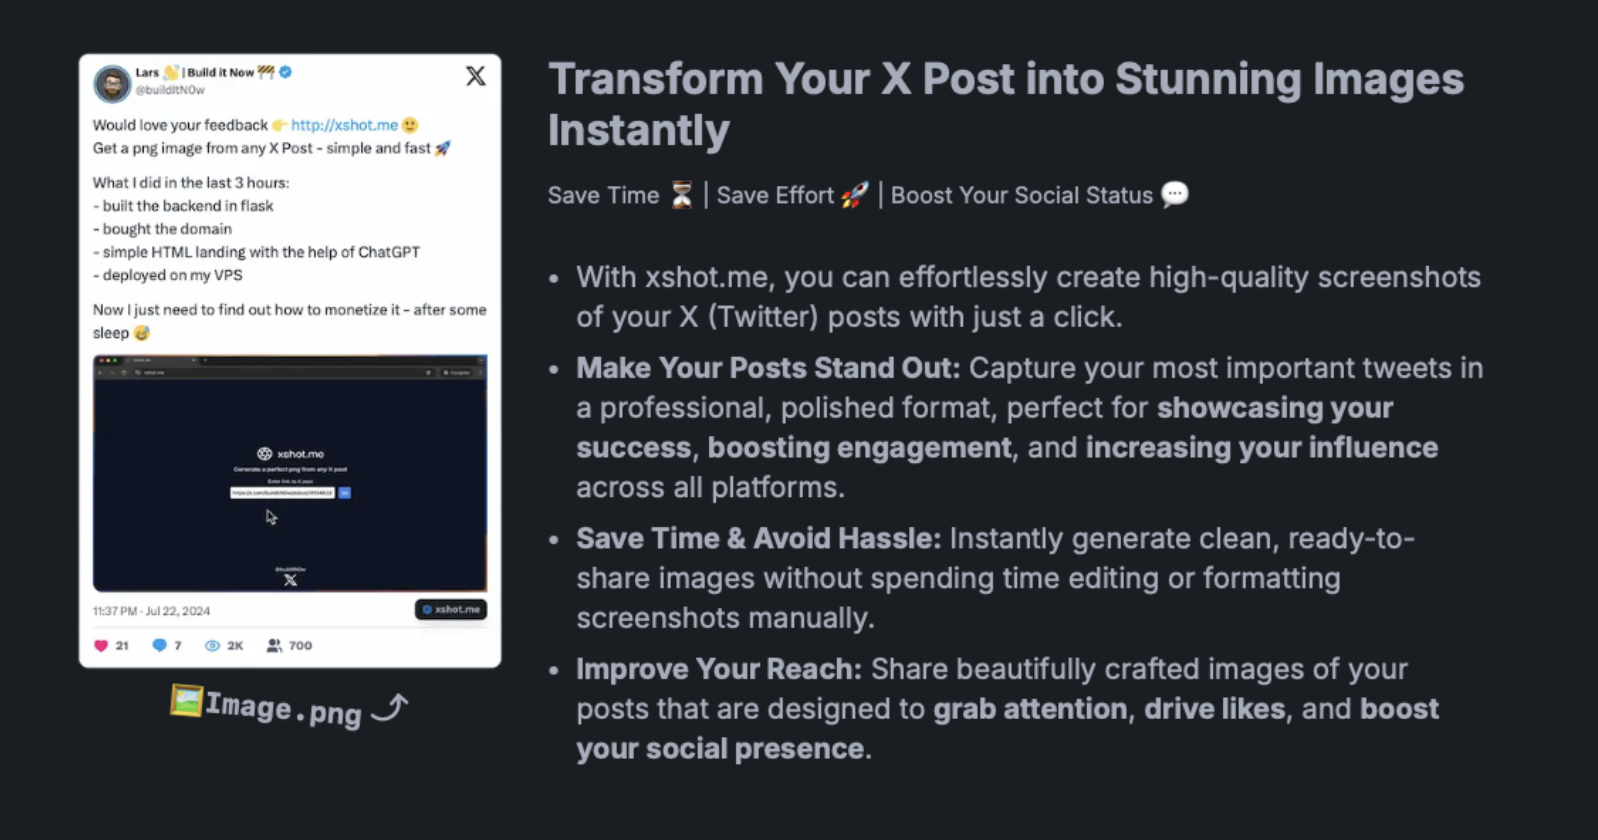 Lars 👋 | Build it Now 🚧
@buildItN0w
Would love your feedback 👉 http://xshot.me 🙂
Get a png image from any X Post - simple and fast 🚀
What I did in the last 3 hours:
- built the backend in flask
- bought the domain
- simple HTML landing with the help of ChatGPT
- deployed on my VPS
Now I just need to find out how to monetize it - after some
sleep 😅
xshot.me
Generate a perfect png from any X post
Enter link to X post
@buildItN0w
11:37 PM · Jul 22, 2024
xshot.me
21 7 2K 700
🖼️Image.png
Transform Your X Post into Stunning Images
Instantly
Save Time ⏳ | Save Effort 🚀 | Boost Your Social Status 💬
• With xshot.me, you can effortlessly create high-quality screenshots
of your X (Twitter) posts with just a click.
• Make Your Posts Stand Out: Capture your most important tweets in
a professional, polished format, perfect for showcasing your
success, boosting engagement, and increasing your influence
across all platforms.
• Save Time & Avoid Hassle: Instantly generate clean, ready-to-
share images without spending time editing or formatting
screenshots manually.
• Improve Your Reach: Share beautifully crafted images of your
posts that are designed to grab attention, drive likes, and boost
your social presence.